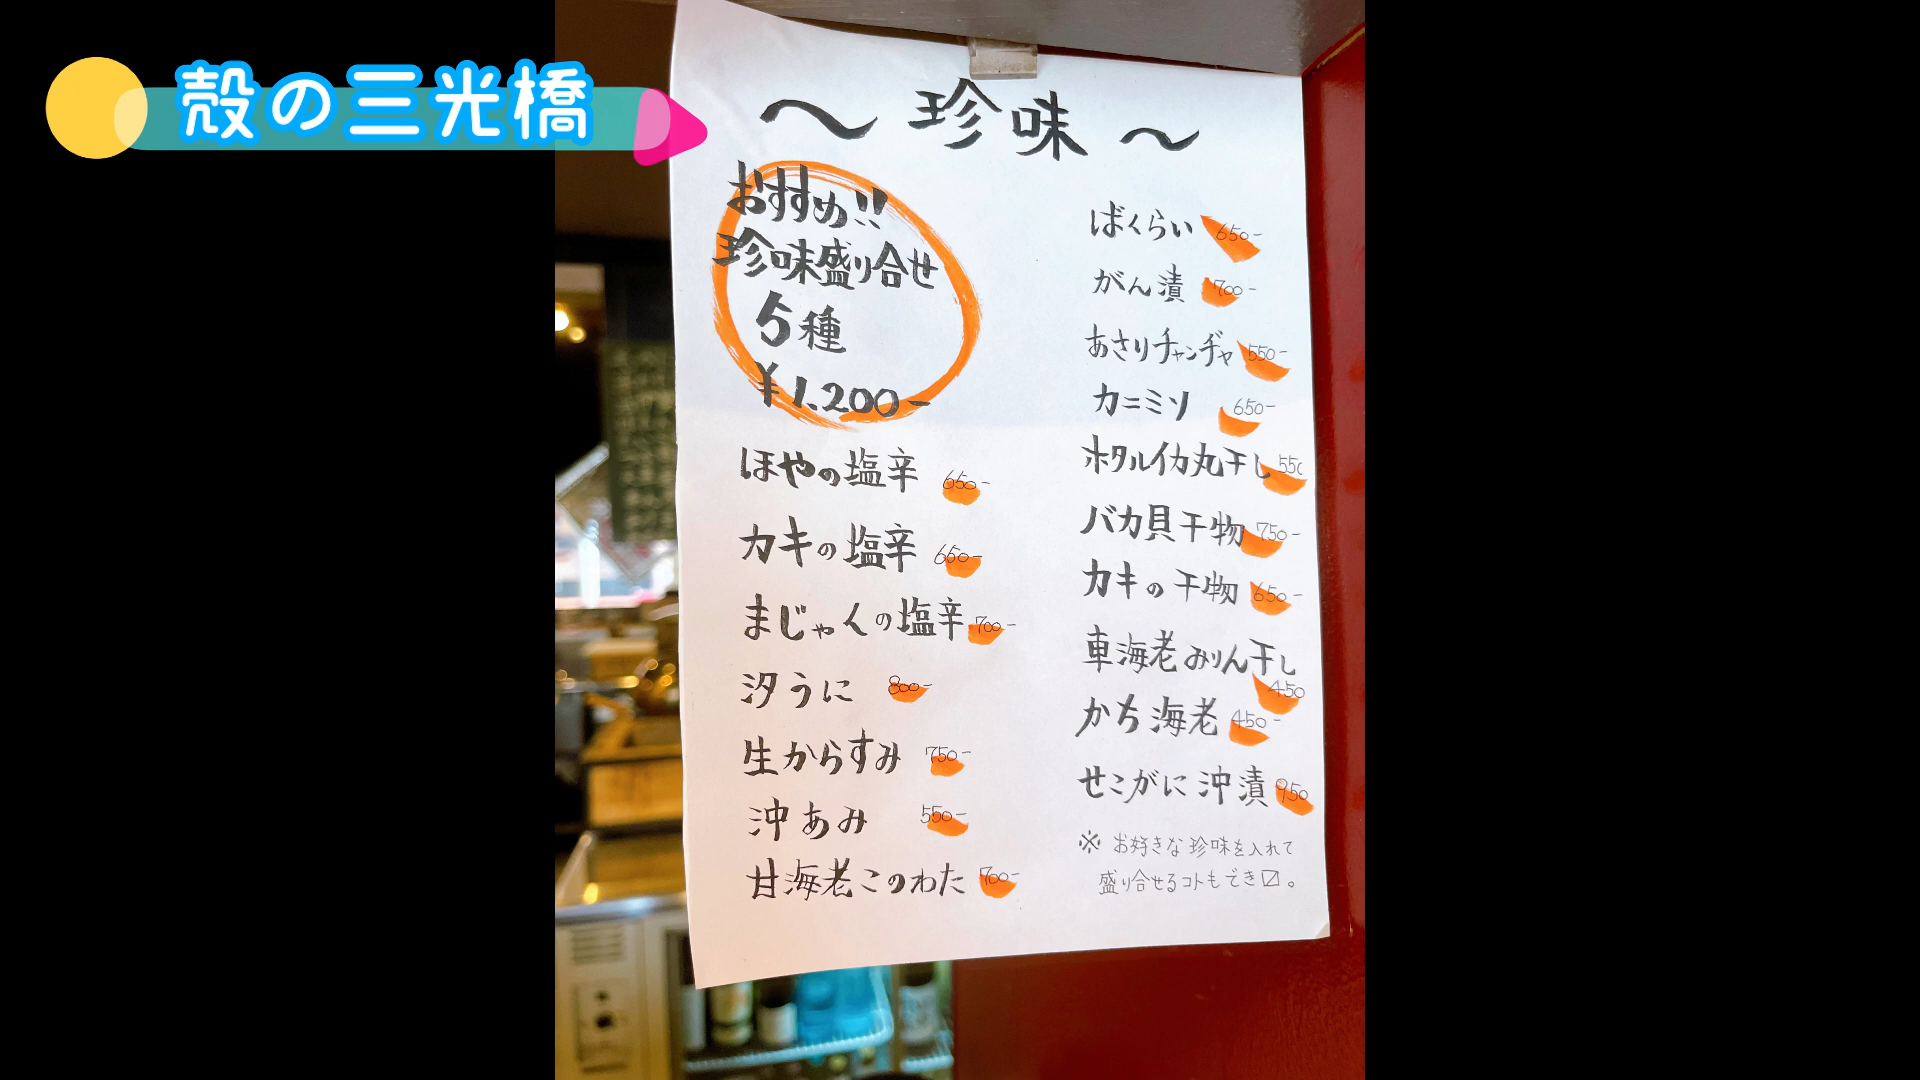 殻の三光橋
～珍味～
おすすめ!!
珍味盛り合せ
5種
¥1.200-
ほやの塩辛 650-
カキの塩辛 650-
まじゃくの塩辛 700-
汐うに 800-
生からすみ 750-
沖あみ 550-
甘海老このわた 700-
ばくらい 650-
がん漬 700-
あさりチャンヂャ 550-
カニミソ 650-
ホタルイカ丸干し 550
バカ貝干物 750-
カキの干物 650-
車海老みりん干し
450
かち海老 450-
せこがに沖漬 950
※お好きな珍味を入れて
盛り合せるコトもでき〼。